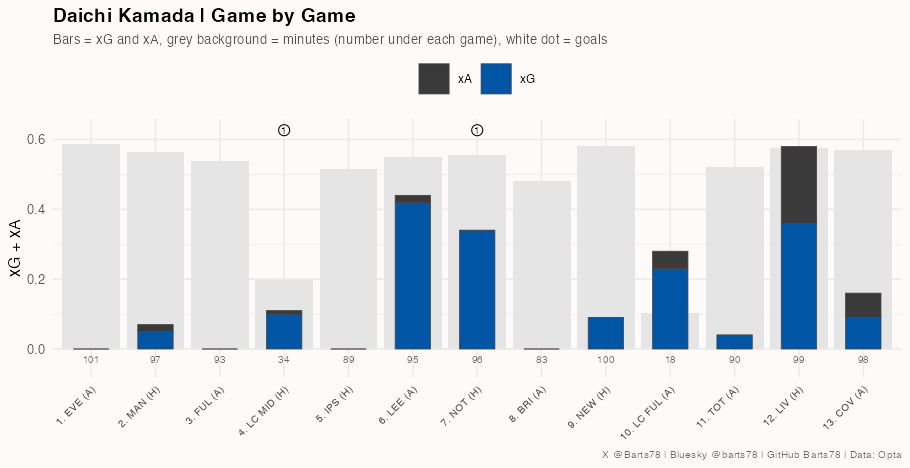 Daichi Kamada | Game by Game
Bars = xG and xA, grey background = minutes (number under each game), white dot = goals
xA xG
1 1
0.6
0.4
0.2
0.0
xG + xA
101 97 93 34 89 95 96 83 100 18 90 99 98
1. EVE (A) 2. MAN (H) 3. FUL (A) 4. LC MID (H) 5. IPS (H) 6. LEE (A) 7. NOT (H) 8. BRI (A) 9. NEW (H) 10. LC FUL (A) 11. TOT (A) 12. LIV (H) 13. COV (A)
X @Barts78 | Bluesky @barts78 | GitHub Barts78 | Data: Opta